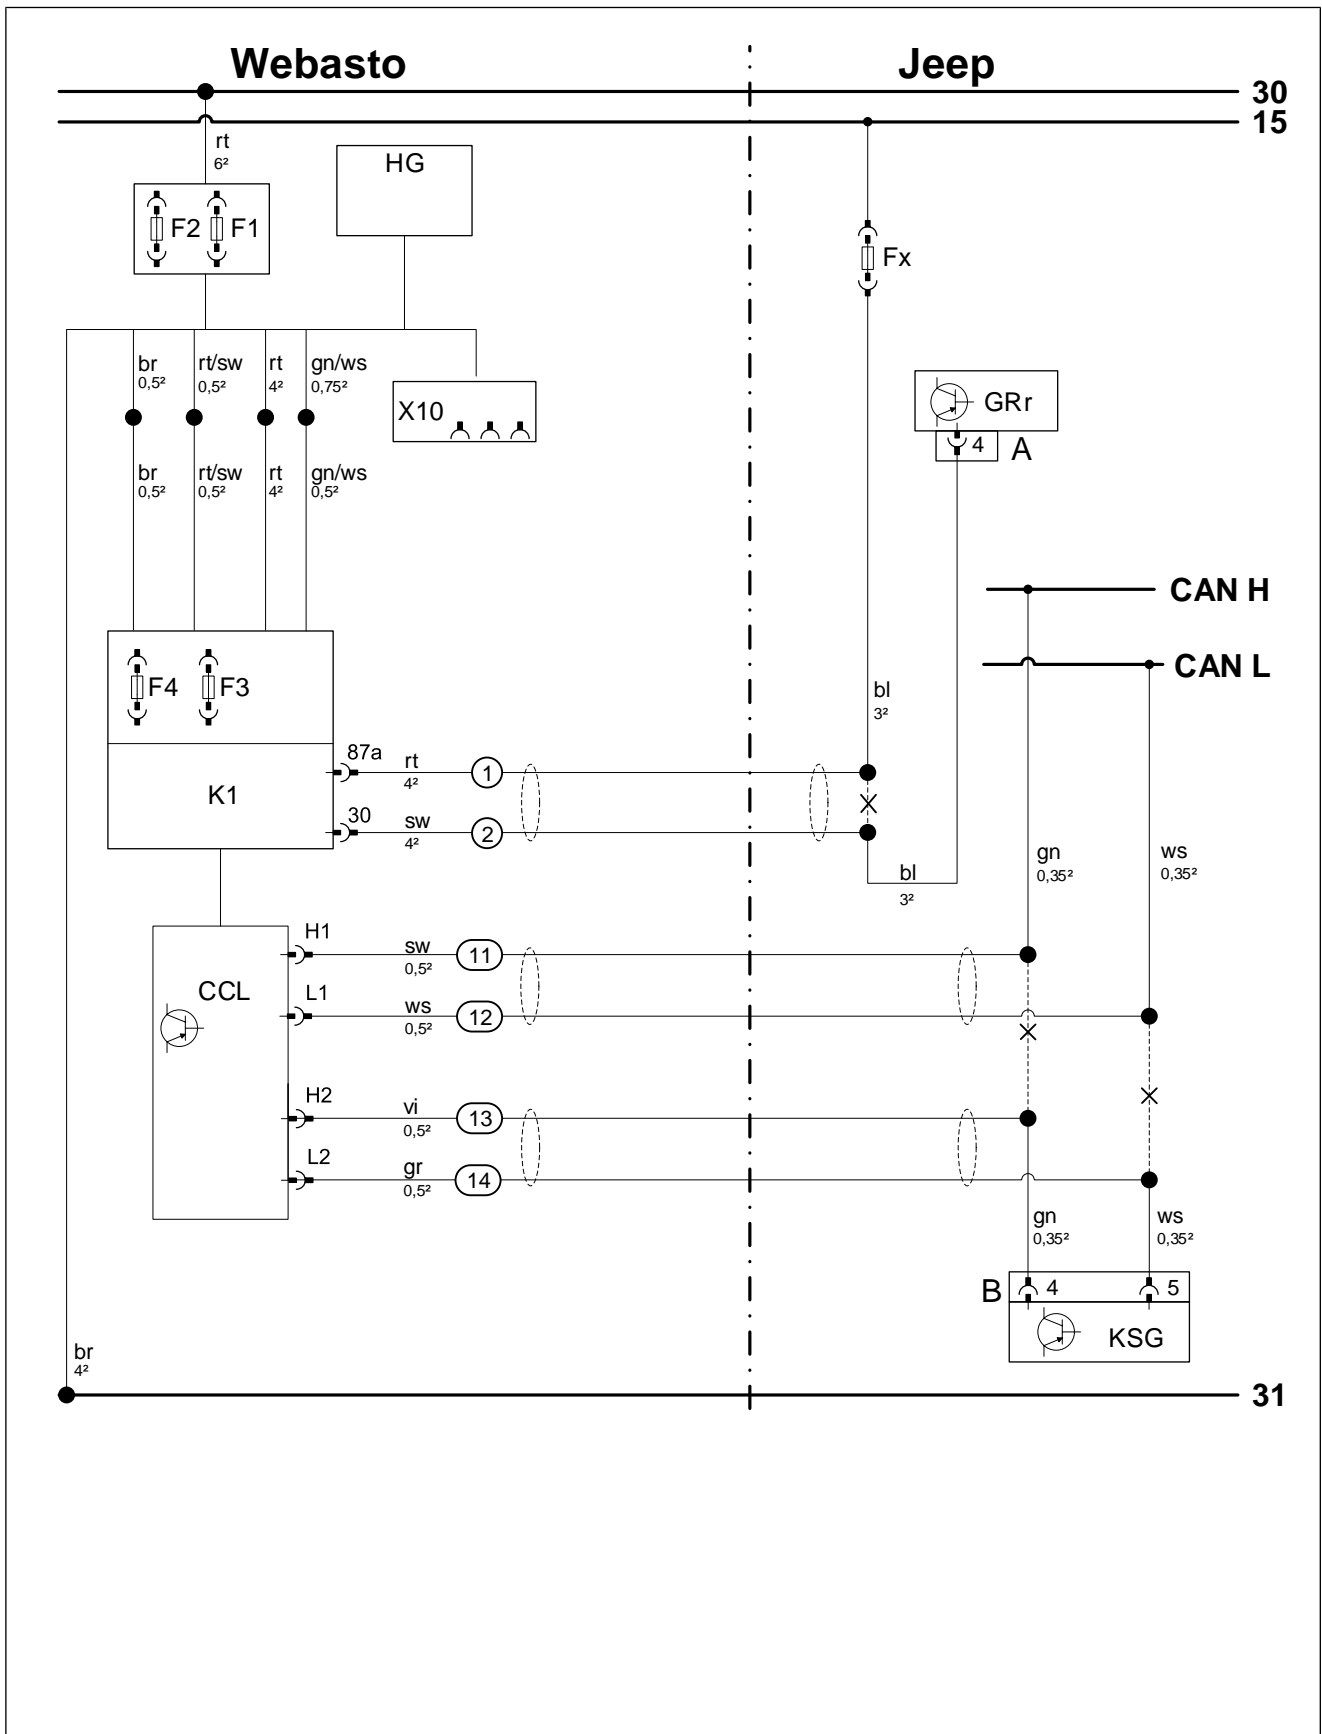 Webasto
Jeep
30
15
rt
6²
HG
F2
F1
Fx
br
0,5²
rt/sw
0,5²
rt
4²
gn/ws
0,75²
X10
GRr
4
A
br
0,5²
rt/sw
0,5²
rt
4²
gn/ws
0,5²
CAN H
CAN L
F4
F3
bl
3²
87a
rt
4²
1
K1
30
sw
4²
2
bl
3²
gn
0,35²
ws
0,35²
H1
sw
0,5²
11
CCL
L1
ws
0,5²
12
H2
vi
0,5²
13
L2
gr
0,5²
14
gn
0,35²
ws
0,35²
B
4
5
KSG
br
4²
31